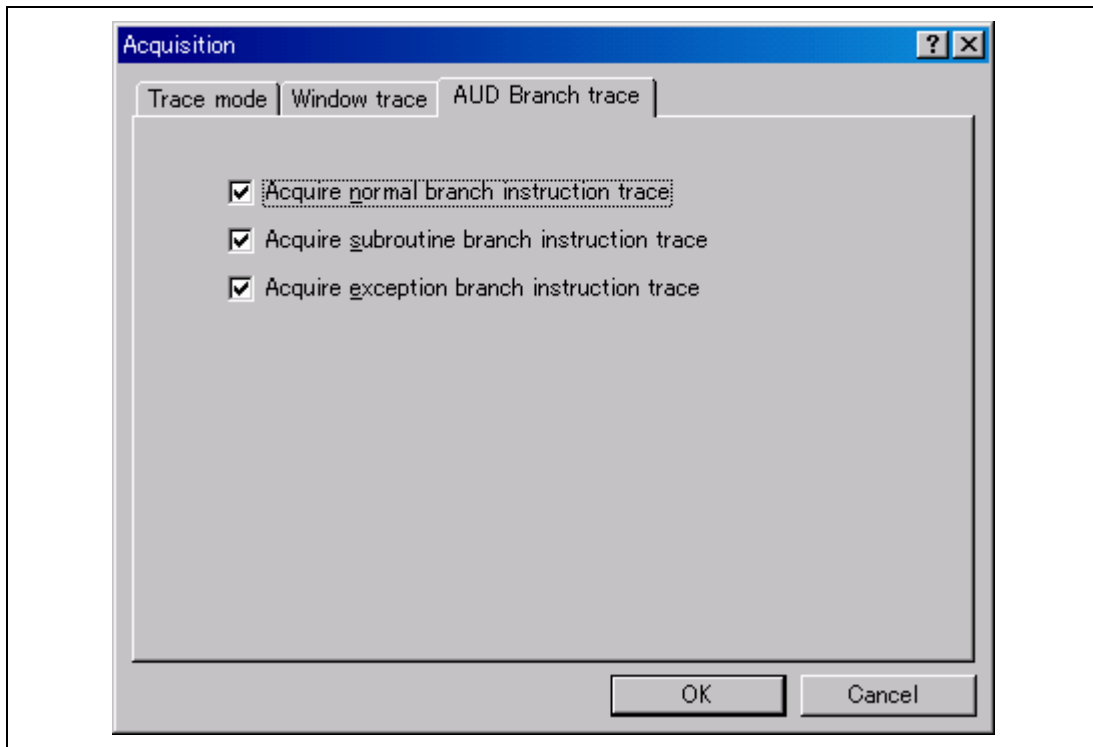 Acquisition
Trace mode Window trace AUD Branch trace
Acquire normal branch instruction trace
Acquire subroutine branch instruction trace
Acquire exception branch instruction trace
OK Cancel